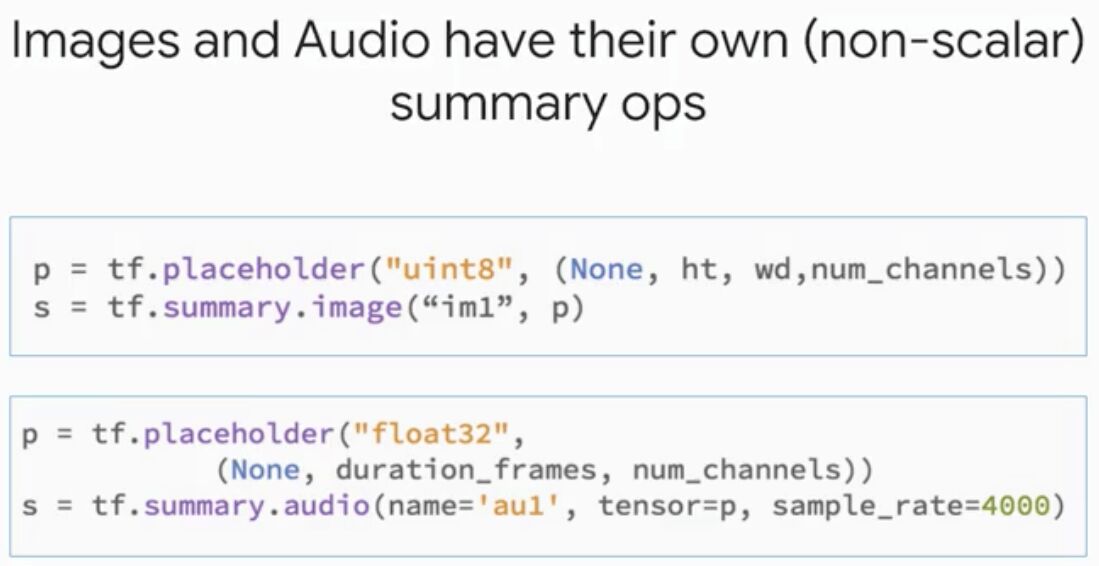 Images and Audio have their own (non-scalar)
summary ops
p = tf.placeholder("uint8", (None, ht, wd,num_channels))
s = tf.summary.image(“im1”, p)
p = tf.placeholder("float32",
(None, duration_frames, num_channels))
s = tf.summary.audio(name='au1', tensor=p, sample_rate=4000)